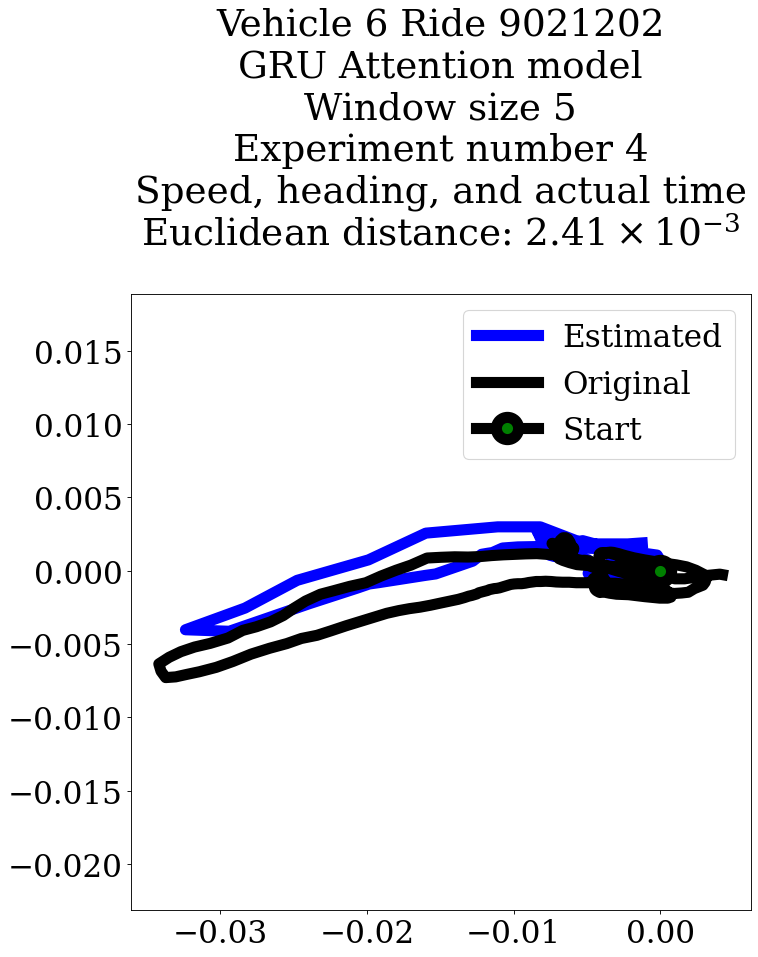 Vehicle 6 Ride 9021202
GRU Attention model
Window size 5
Experiment number 4
Speed, heading, and actual time
Euclidean distance: 2.41 × 10⁻³
Estimated
Original
Start
0.015
0.010
0.005
0.000
−0.005
−0.010
−0.015
−0.020
−0.03 −0.02 −0.01 0.00